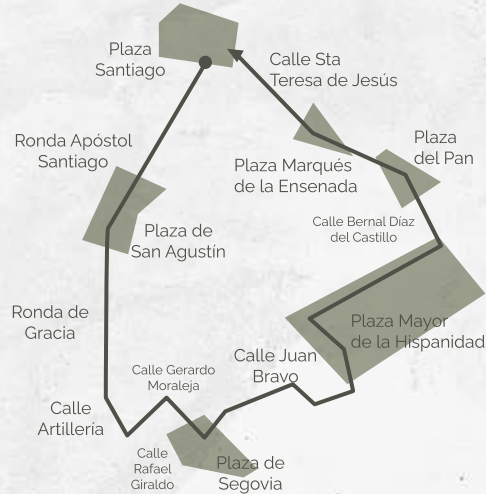 Plaza
Santiago
Calle Sta
Teresa de Jesús
Ronda Apóstol
Santiago
Plaza
del Pan
Plaza Marqués
de la Ensenada
Calle Bernal Díaz
del Castillo
Plaza de
San Agustín
Ronda de
Gracia
Plaza Mayor
de la Hispanidad
Calle Juan
Bravo
Calle Gerardo
Moraleja
Calle
Artillería
Calle
Rafael
Giraldo
Plaza de
Segovia